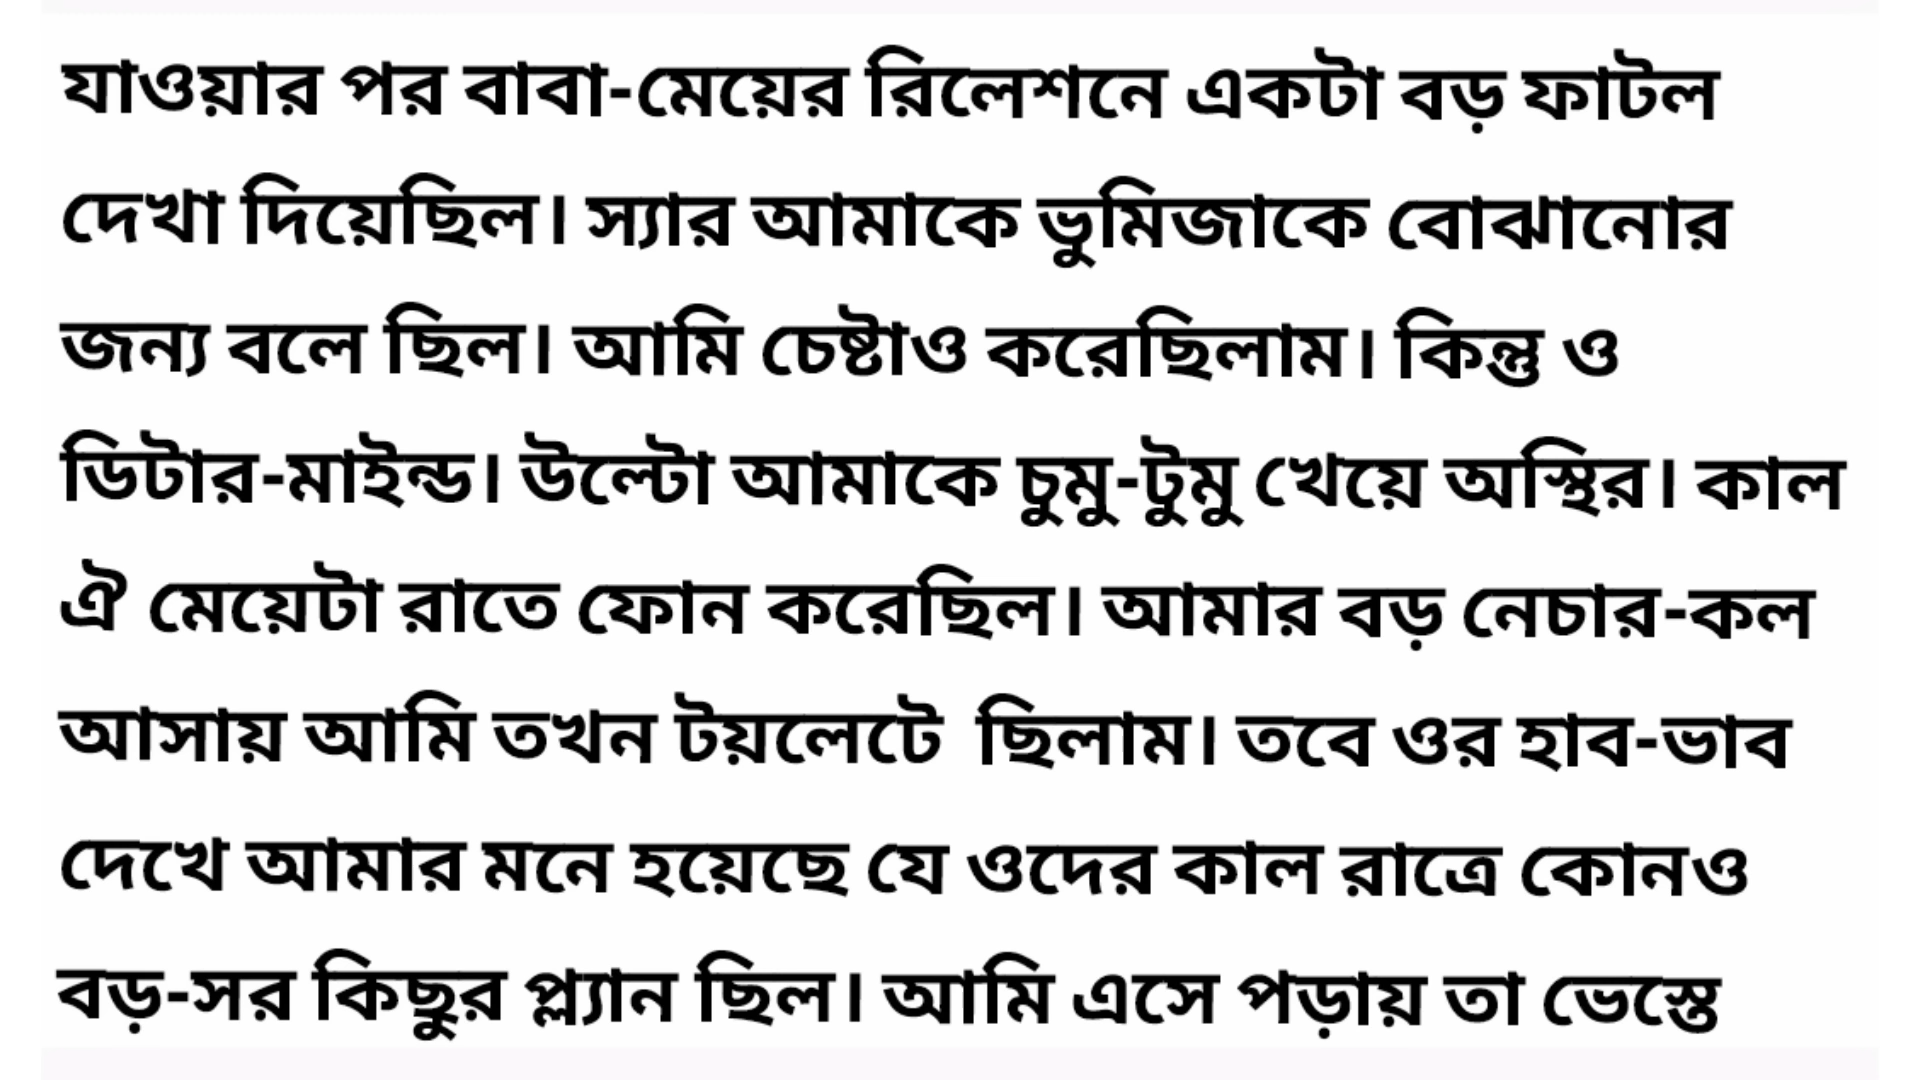 যাওয়ার পর বাবা-মেয়ের রিলেশনে একটা বড় ফাটল
দেখা দিয়েছিল। স্যার আমাকে ভুমিজাকে বোঝানোর
জন্য বলে ছিল। আমি চেষ্টাও করেছিলাম। কিন্তু ও
ডিটার-মাইন্ড। উল্টো আমাকে চুমু-টুমু খেয়ে অস্থির। কাল
ঐ মেয়েটা রাতে ফোন করেছিল। আমার বড় নেচার-কল
আসায় আমি তখন টয়লেটে  ছিলাম। তবে ওর হাব-ভাব
দেখে আমার মনে হয়েছে যে ওদের কাল রাত্রে কোনও
বড়-সর কিছুর প্ল্যান ছিল। আমি এসে পড়ায় তা ভেস্তে